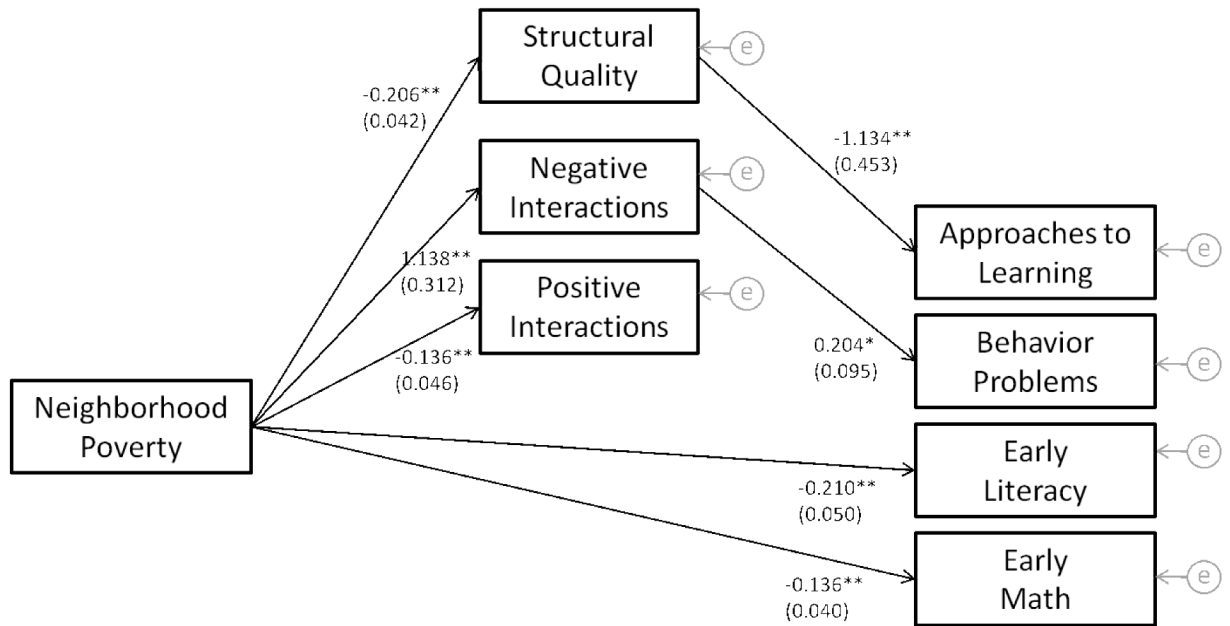 Structural
Quality
e
-0.206**
(0.042)
-1.134**
(0.453)
Negative
Interactions
e
1.138**
(0.312)
Positive
Interactions
e
-0.136**
(0.046)
Approaches to
Learning
e
0.204*
(0.095)
Behavior
Problems
e
Neighborhood
Poverty
Early
Literacy
e
-0.210**
(0.050)
Early
Math
e
-0.136**
(0.040)